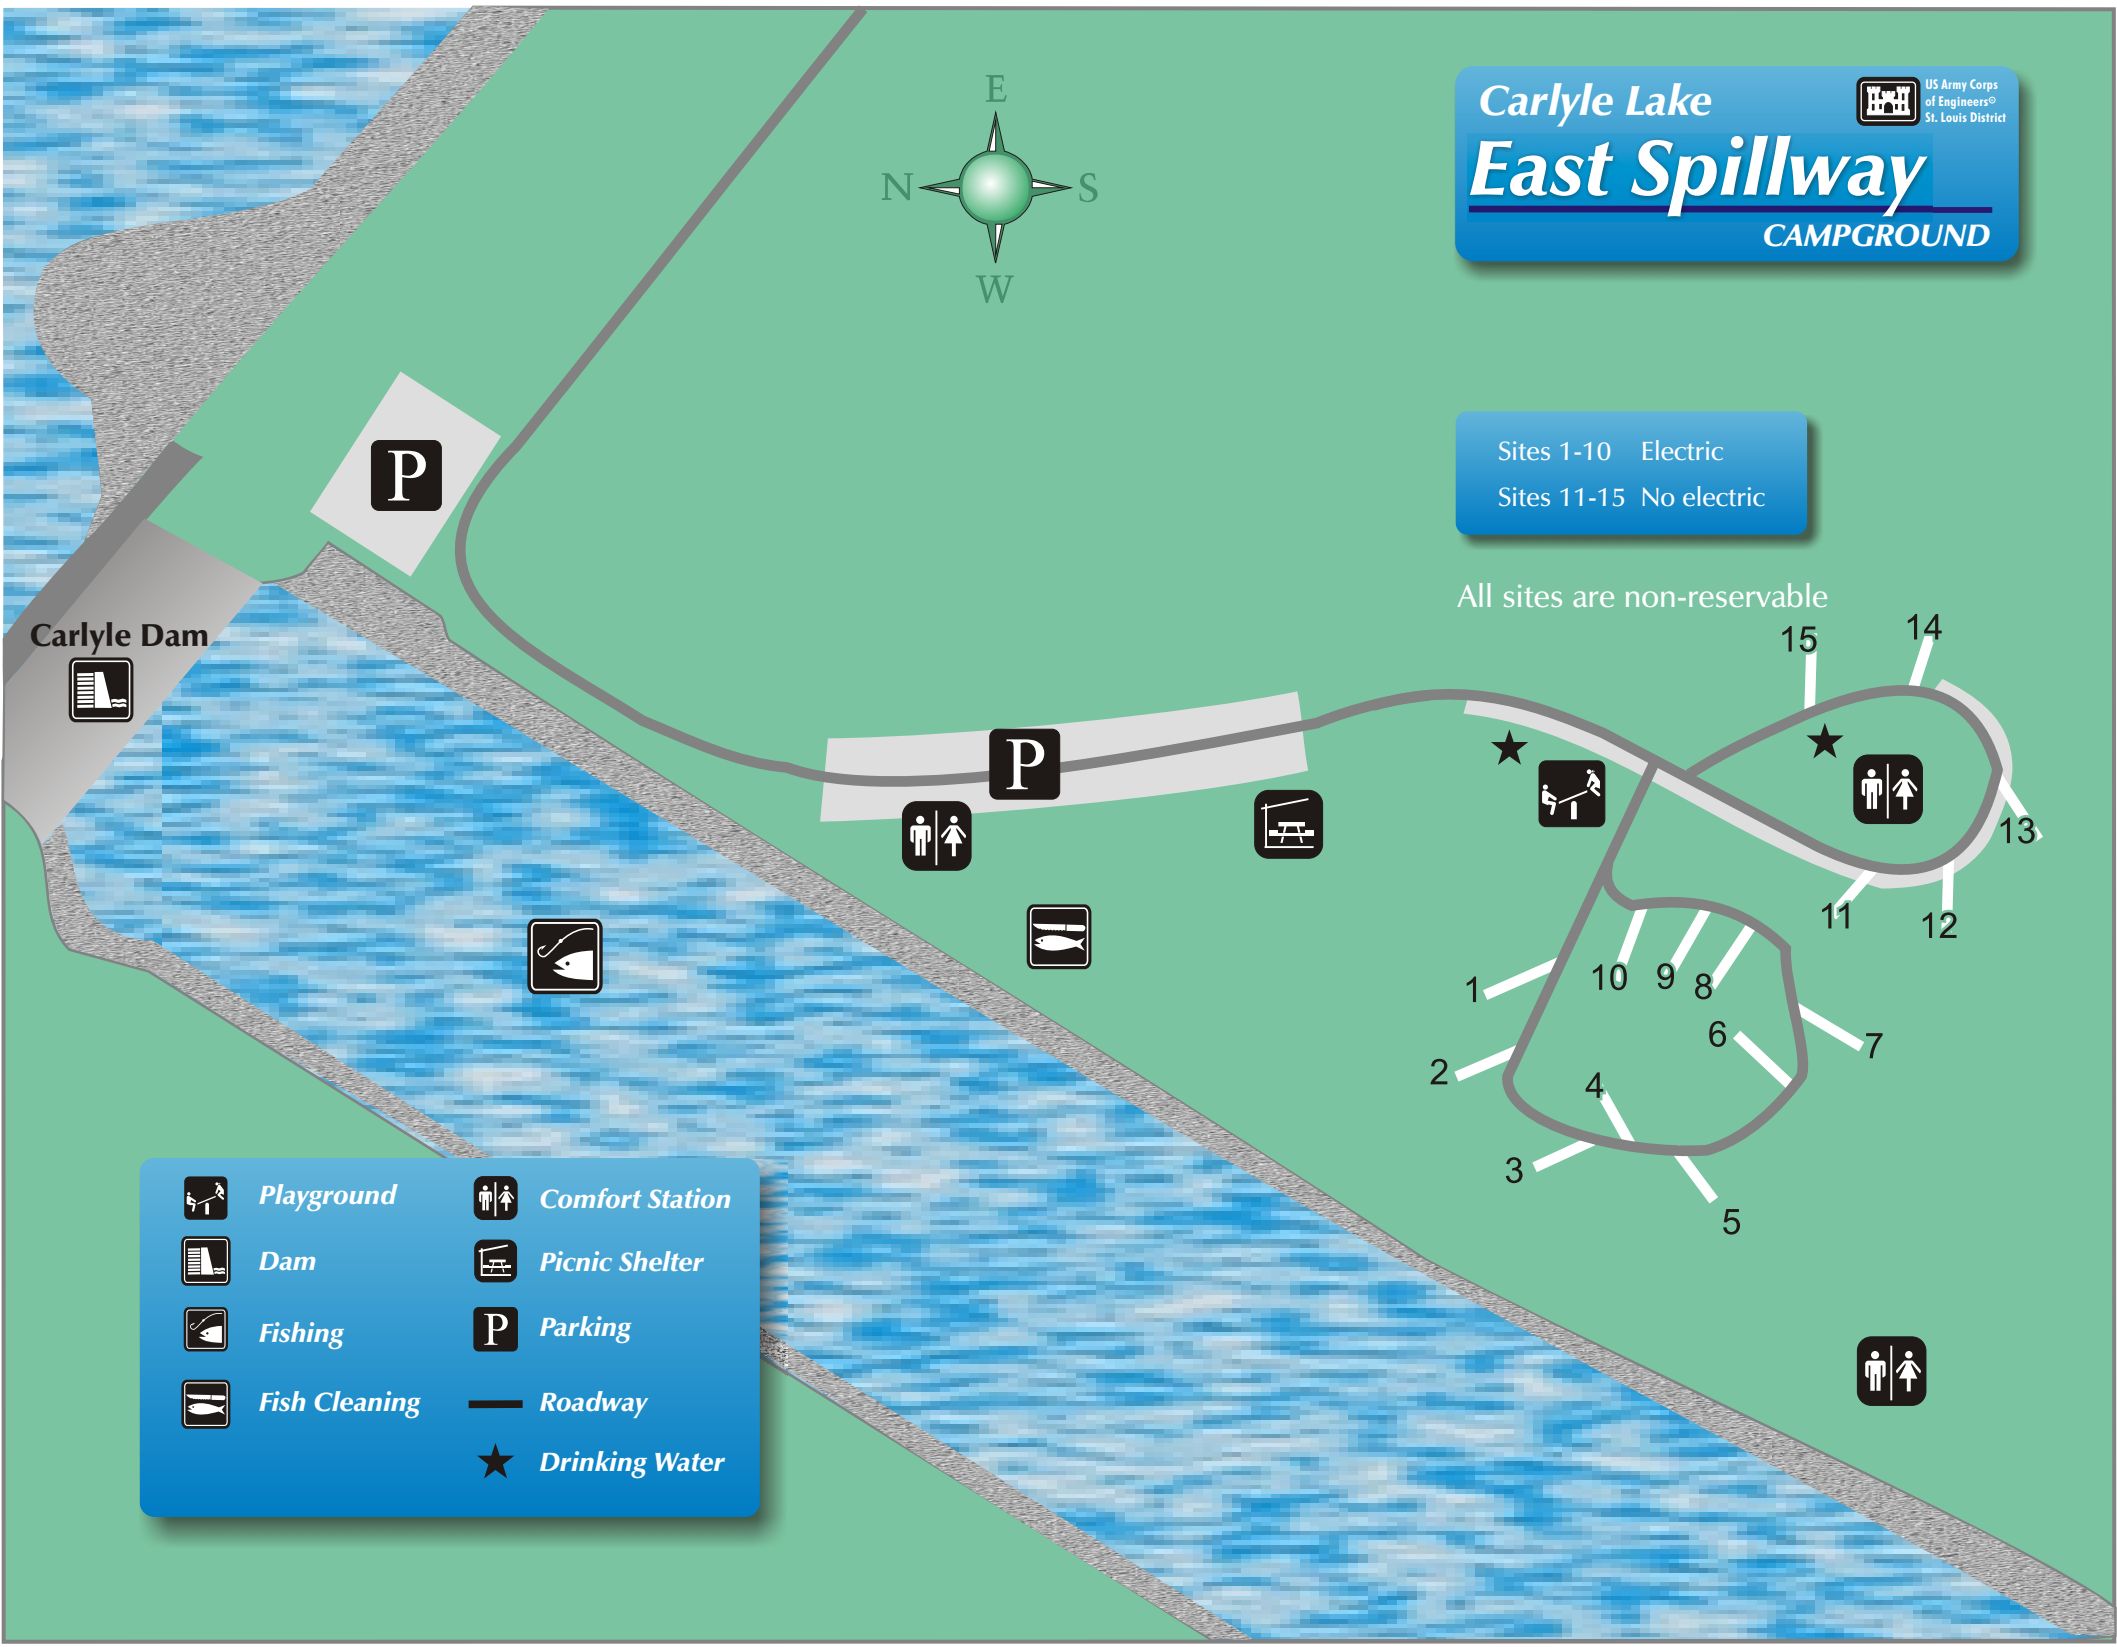 E
N
S
W
Carlyle Lake
US Army Corps
of Engineers®
St. Louis District
East Spillway
CAMPGROUND
P
Sites 1-10 Electric
Sites 11-15 No electric
All sites are non-reservable
Carlyle Dam
14
15
P
13
11
12
10
9
8
1
6
7
2
4
3
5
Playground
Comfort Station
Dam
Picnic Shelter
Fishing
P
Parking
Fish Cleaning
Roadway
Drinking Water